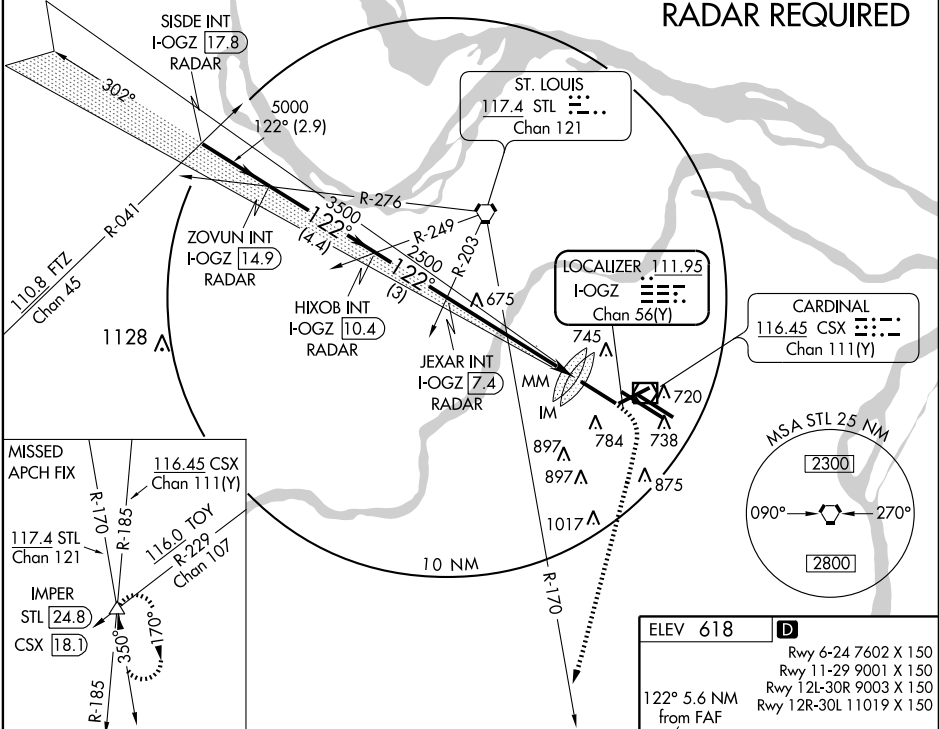 RADAR REQUIRED
SISDE INT
I-OGZ 17.8
RADAR
302°
5000
122° (2.9)
ST. LOUIS
117.4 STL
Chan 121
R-041
R-276
3500
122°
(4.4)
R-249
2500
122°
(3)
R-203
110.8 FTZ
Chan 45
ZOVUN INT
I-OGZ 14.9
RADAR
HIXOB INT
I-OGZ 10.4
RADAR
JEXAR INT
I-OGZ 7.4
RADAR
675
LOCALIZER 111.95
I-OGZ
Chan 56(Y)
CARDINAL
116.45 CSX
Chan 111(Y)
1128
745
MM
IM
720
784
738
897
897
875
1017
10 NM
R-170
MSA STL 25 NM
2300
090°
270°
2800
MISSED
APCH FIX
116.45 CSX
Chan 111(Y)
R-170
R-185
117.4 STL
Chan 121
116.0 TOY
R-229
Chan 107
IMPER
STL 24.8
CSX 18.1
350°
170°
R-185
ELEV 618
D
Rwy 6-24 7602 X 150
Rwy 11-29 9001 X 150
Rwy 12L-30R 9003 X 150
Rwy 12R-30L 11019 X 150
122° 5.6 NM
from FAF